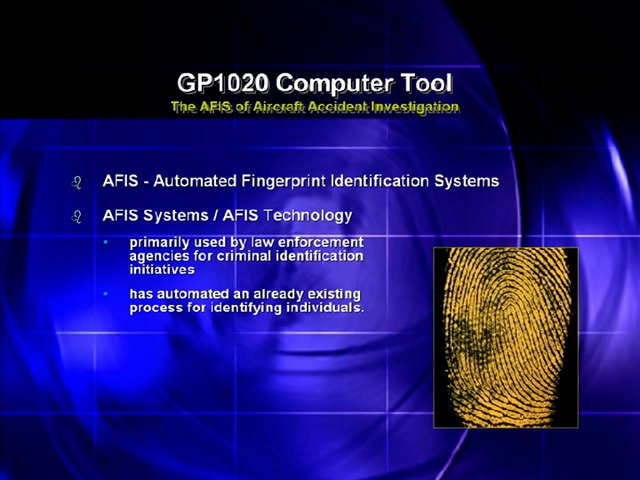 GP1020 Computer Tool
The AFIS of Aircraft Accident Investigation
AFIS - Automated Fingerprint Identification Systems
AFIS Systems / AFIS Technology
• primarily used by law enforcement
agencies for criminal identification
initiatives
• has automated an already existing
process for identifying individuals.